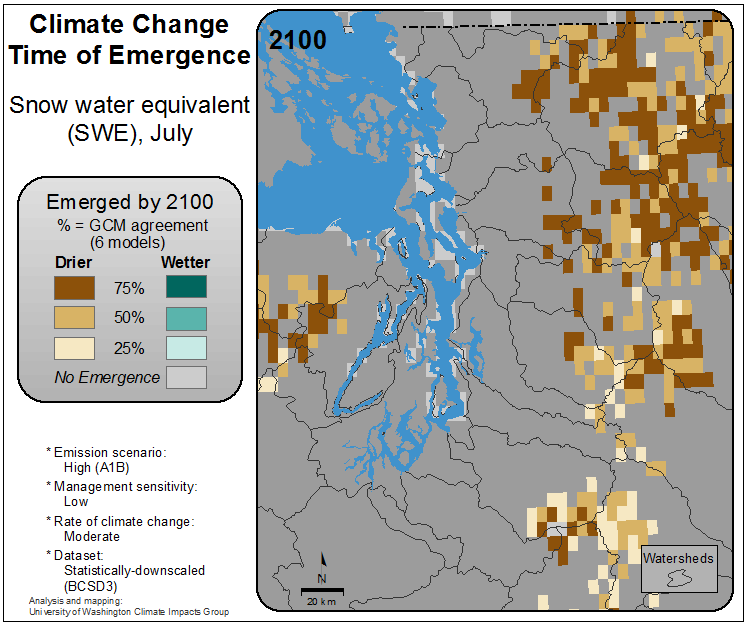 Climate Change
Time of Emergence
Snow water equivalent
(SWE), July
Emerged by 2100
% = GCM agreement
(6 models)
Drier Wetter
75%
50%
25%
No Emergence
* Emission scenario:
High (A1B)
* Management sensitivity:
Low
* Rate of climate change:
Moderate
* Dataset:
Statistically-downscaled
(BCSD3)
Analysis and mapping:
University of Washington Climate Impacts Group
2100
N
20 km
Watersheds